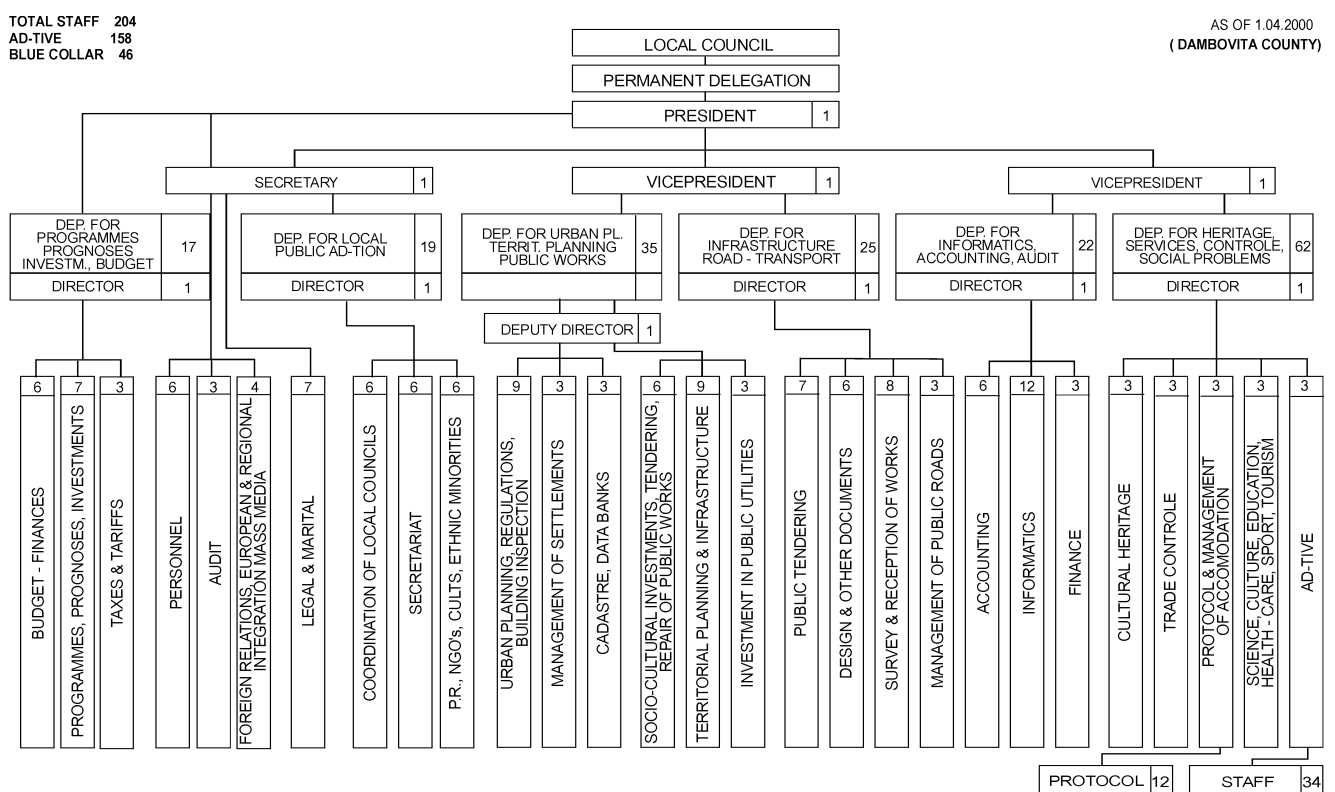 TOTAL STAFF 204
AD-TIVE 158
BLUE COLLAR 46
AS OF 1.04.2000
( DAMBOVITA COUNTY)
LOCAL COUNCIL
PERMANENT DELEGATION
PRESIDENT 1
SECRETARY 1
VICEPRESIDENT 1
VICEPRESIDENT 1
DEP. FOR
PROGRAMMES
PROGNOSES
INVESTM., BUDGET
17
DIRECTOR 1
DEP. FOR LOCAL
PUBLIC AD-TION
19
DIRECTOR 1
DEP. FOR URBAN PL.
TERRIT. PLANNING
PUBLIC WORKS
35
DEPUTY DIRECTOR 1
DEP. FOR
INFRASTRUCTURE
ROAD - TRANSPORT
25
DIRECTOR 1
DEP. FOR
INFORMATICS,
ACCOUNTING, AUDIT
22
DIRECTOR 1
DEP. FOR HERITAGE,
SERVICES, CONTROLE,
SOCIAL PROBLEMS
62
DIRECTOR 1
6
BUDGET - FINANCES
7
PROGRAMMES, PROGNOSES, INVESTMENTS
3
TAXES & TARIFFS
6
PERSONNEL
3
AUDIT
4
FOREIGN RELATIONS, EUROPEAN & REGIONAL
INTEGRATION MASS MEDIA
7
LEGAL & MARITAL
6
COORDINATION OF LOCAL COUNCILS
6
SECRETARIAT
6
P.R., NGO's, CULTS, ETHNIC MINORITIES
9
URBAN PLANNING, REGULATIONS,
BUILDING INSPECTION
3
MANAGEMENT OF SETTLEMENTS
3
CADASTRE, DATA BANKS
6
SOCIO-CULTURAL INVESTMENTS, TENDERING,
REPAIR OF PUBLIC WORKS
9
TERRITORIAL PLANNING & INFRASTRUCTURE
3
INVESTMENT IN PUBLIC UTILITIES
7
PUBLIC TENDERING
6
DESIGN & OTHER DOCUMENTS
8
SURVEY & RECEPTION OF WORKS
3
MANAGEMENT OF PUBLIC ROADS
6
ACCOUNTING
12
INFORMATICS
3
FINANCE
3
CULTURAL HERITAGE
3
TRADE CONTROLE
3
PROTOCOL & MANAGEMENT
OF ACCOMODATION
3
SCIENCE, CULTURE, EDUCATION,
HEALTH - CARE, SPORT, TOURISM
3
AD-TIVE
PROTOCOL 12
STAFF 34